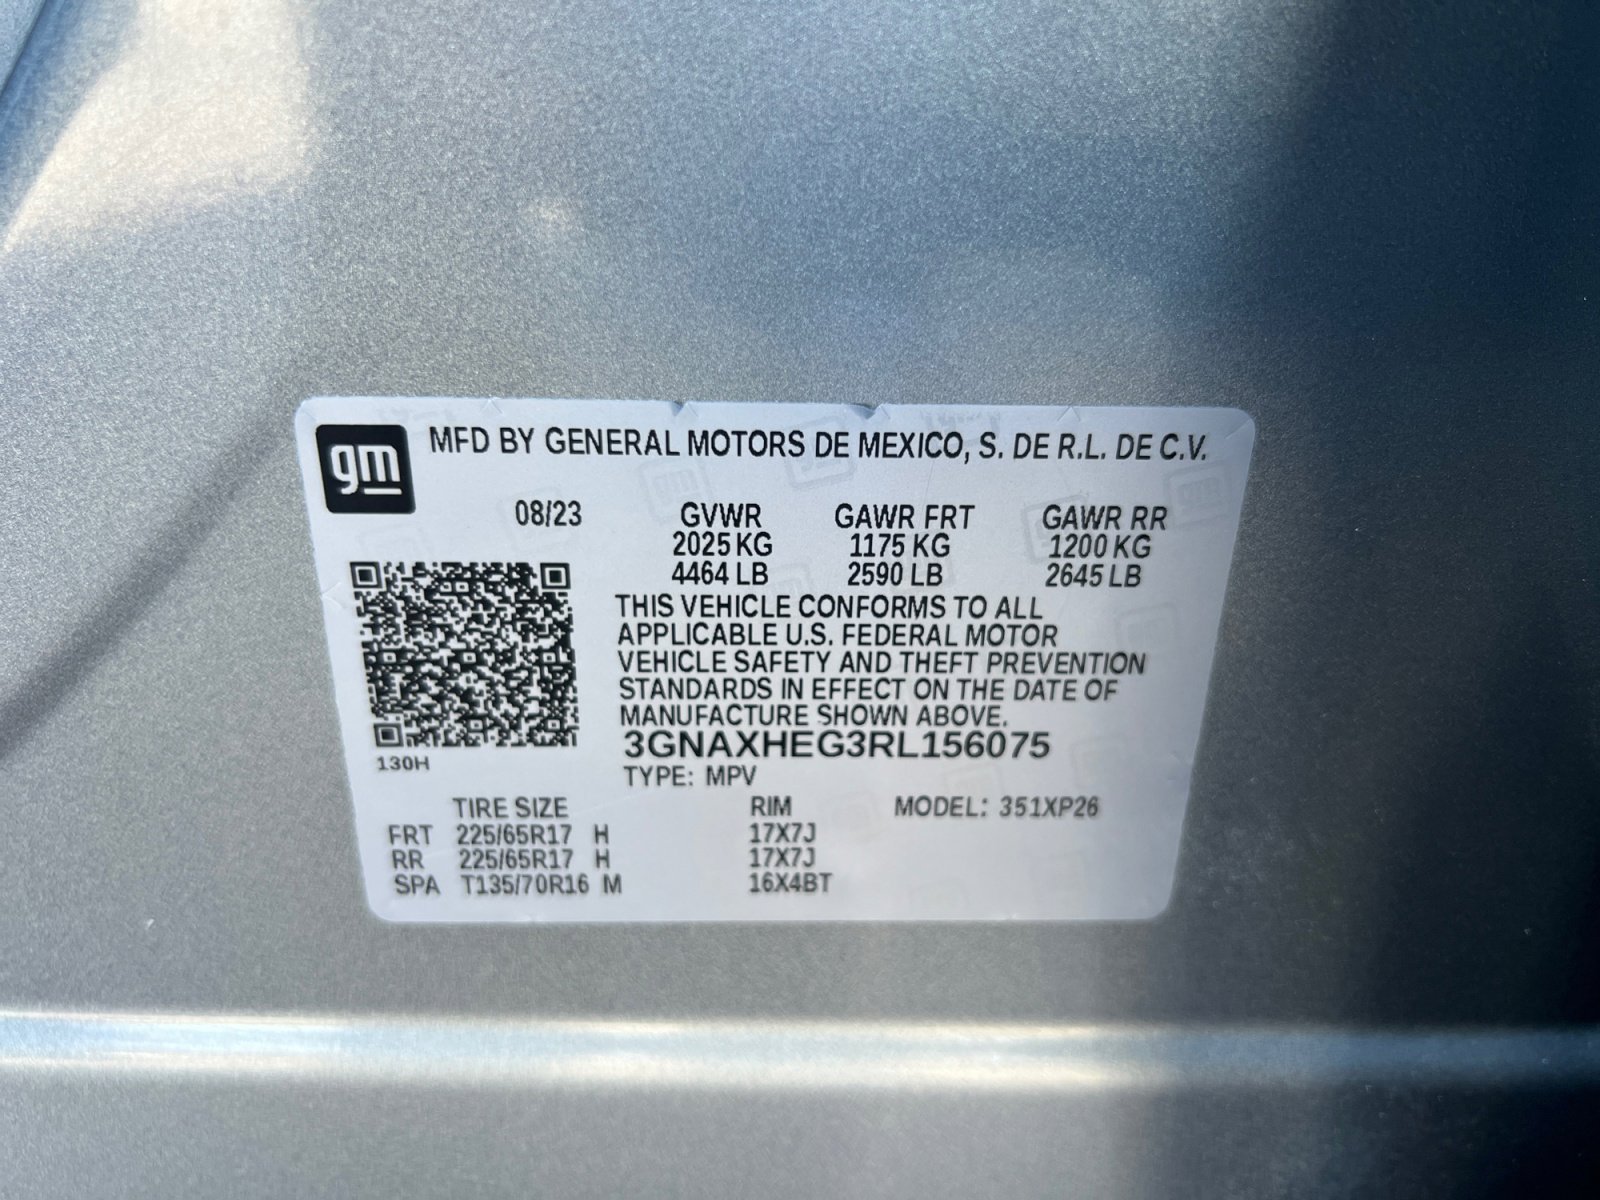 gm MFD BY GENERAL MOTORS DE MEXICO, S. DE R.L. DE C.V.
08/23 GVWR GAWR FRT GAWR RR
2025 KG 1175 KG 1200 KG
4464 LB 2590 LB 2645 LB
THIS VEHICLE CONFORMS TO ALL
APPLICABLE U.S. FEDERAL MOTOR
VEHICLE SAFETY AND THEFT PREVENTION
STANDARDS IN EFFECT ON THE DATE OF
MANUFACTURE SHOWN ABOVE.
3GNAXHEG3RL156075
130H
TYPE: MPV
TIRE SIZE RIM MODEL: 351XP26
FRT 225/65R17 H 17X7J
RR 225/65R17 H 17X7J
SPA T135/70R16 M 16X4BT